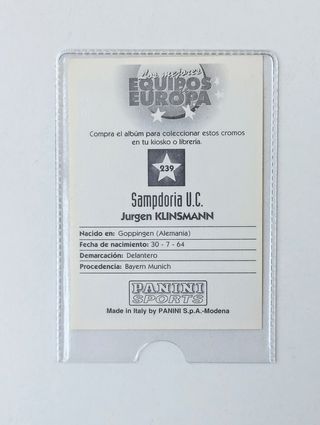 Los mejores
EQUIPOS
EUROPA
Compra el albúm para coleccionar estos cromos
en tu kiosko o librería.
239
Sampdoria U.C.
Jurgen KLINSMANN
Nacido en: Goppingen (Alemania)
Fecha de nacimiento: 30 - 7 - 64
Demarcación: Delantero
Procedencia: Bayern Munich
PANINI
SPORTS
Made in Italy by PANINI S.p.A.-Modena